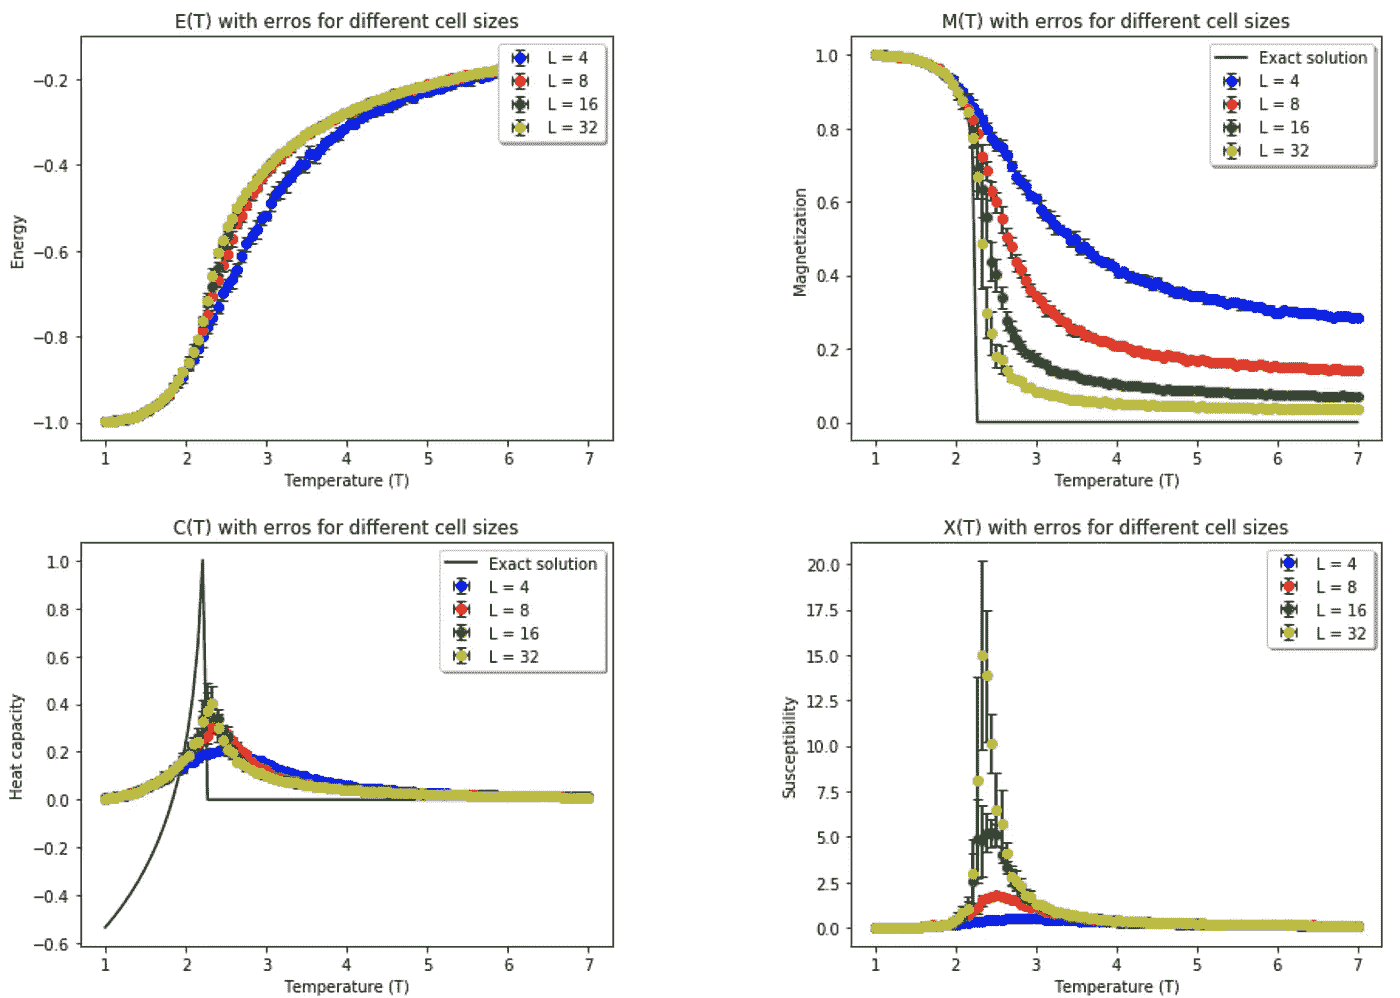 E(T) with erros for different cell sizes
L = 4
L = 8
L = 16
L = 32
−0.2
−0.4
−0.6
−0.8
−1.0
Energy
1 2 3 4 5 6 7
Temperature (T)
M(T) with erros for different cell sizes
Exact solution
L = 4
L = 8
L = 16
L = 32
1.0
0.8
0.6
0.4
0.2
0.0
Magnetization
1 2 3 4 5 6 7
Temperature (T)
C(T) with erros for different cell sizes
Exact solution
L = 4
L = 8
L = 16
L = 32
1.0
0.8
0.6
0.4
0.2
0.0
−0.2
−0.4
−0.6
Heat capacity
1 2 3 4 5 6 7
Temperature (T)
X(T) with erros for different cell sizes
L = 4
L = 8
L = 16
L = 32
20.0
17.5
15.0
12.5
10.0
7.5
5.0
2.5
0.0
Susceptibility
1 2 3 4 5 6 7
Temperature (T)